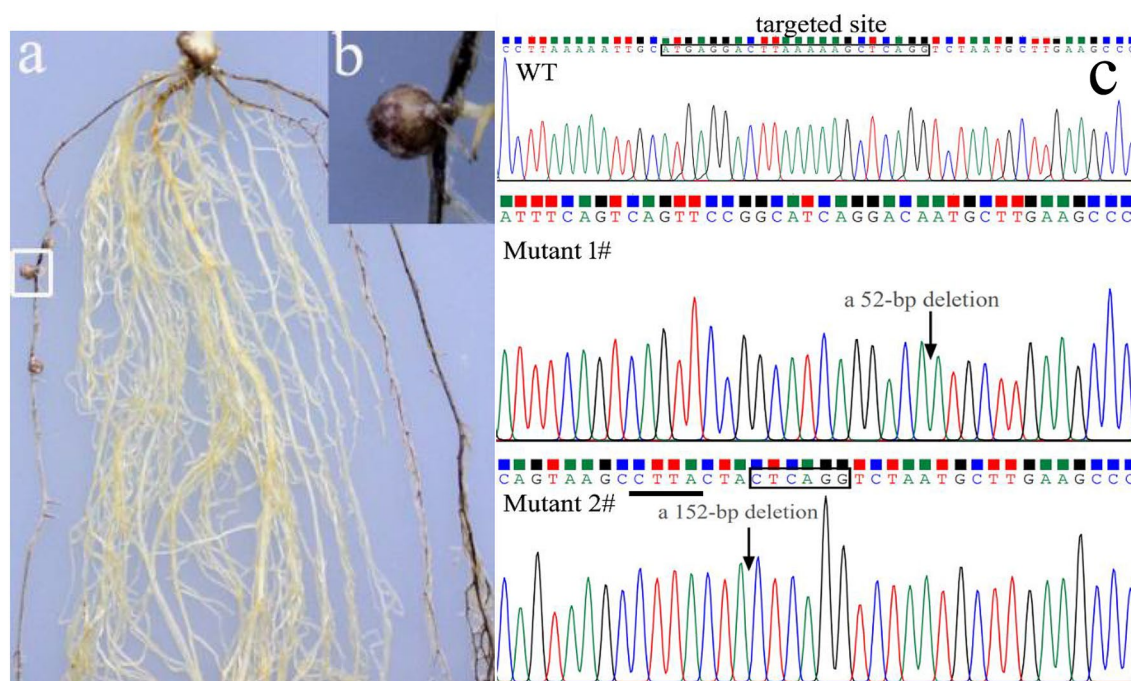 a
b
targeted site
CCTTAAAAATTGCATGAGGACTTAAAAAGCTCAGGTCTAATGCTTGAAGCCC
WT
c
ATTTCAGTCAGTTCCGGCATCAGGACAATGCTTGAAGCCC
Mutant 1#
a 52-bp deletion
CAGTAAGCCTTACTACTCAGGTCTAATGCTTGAAGCCC
Mutant 2#
a 152-bp deletion